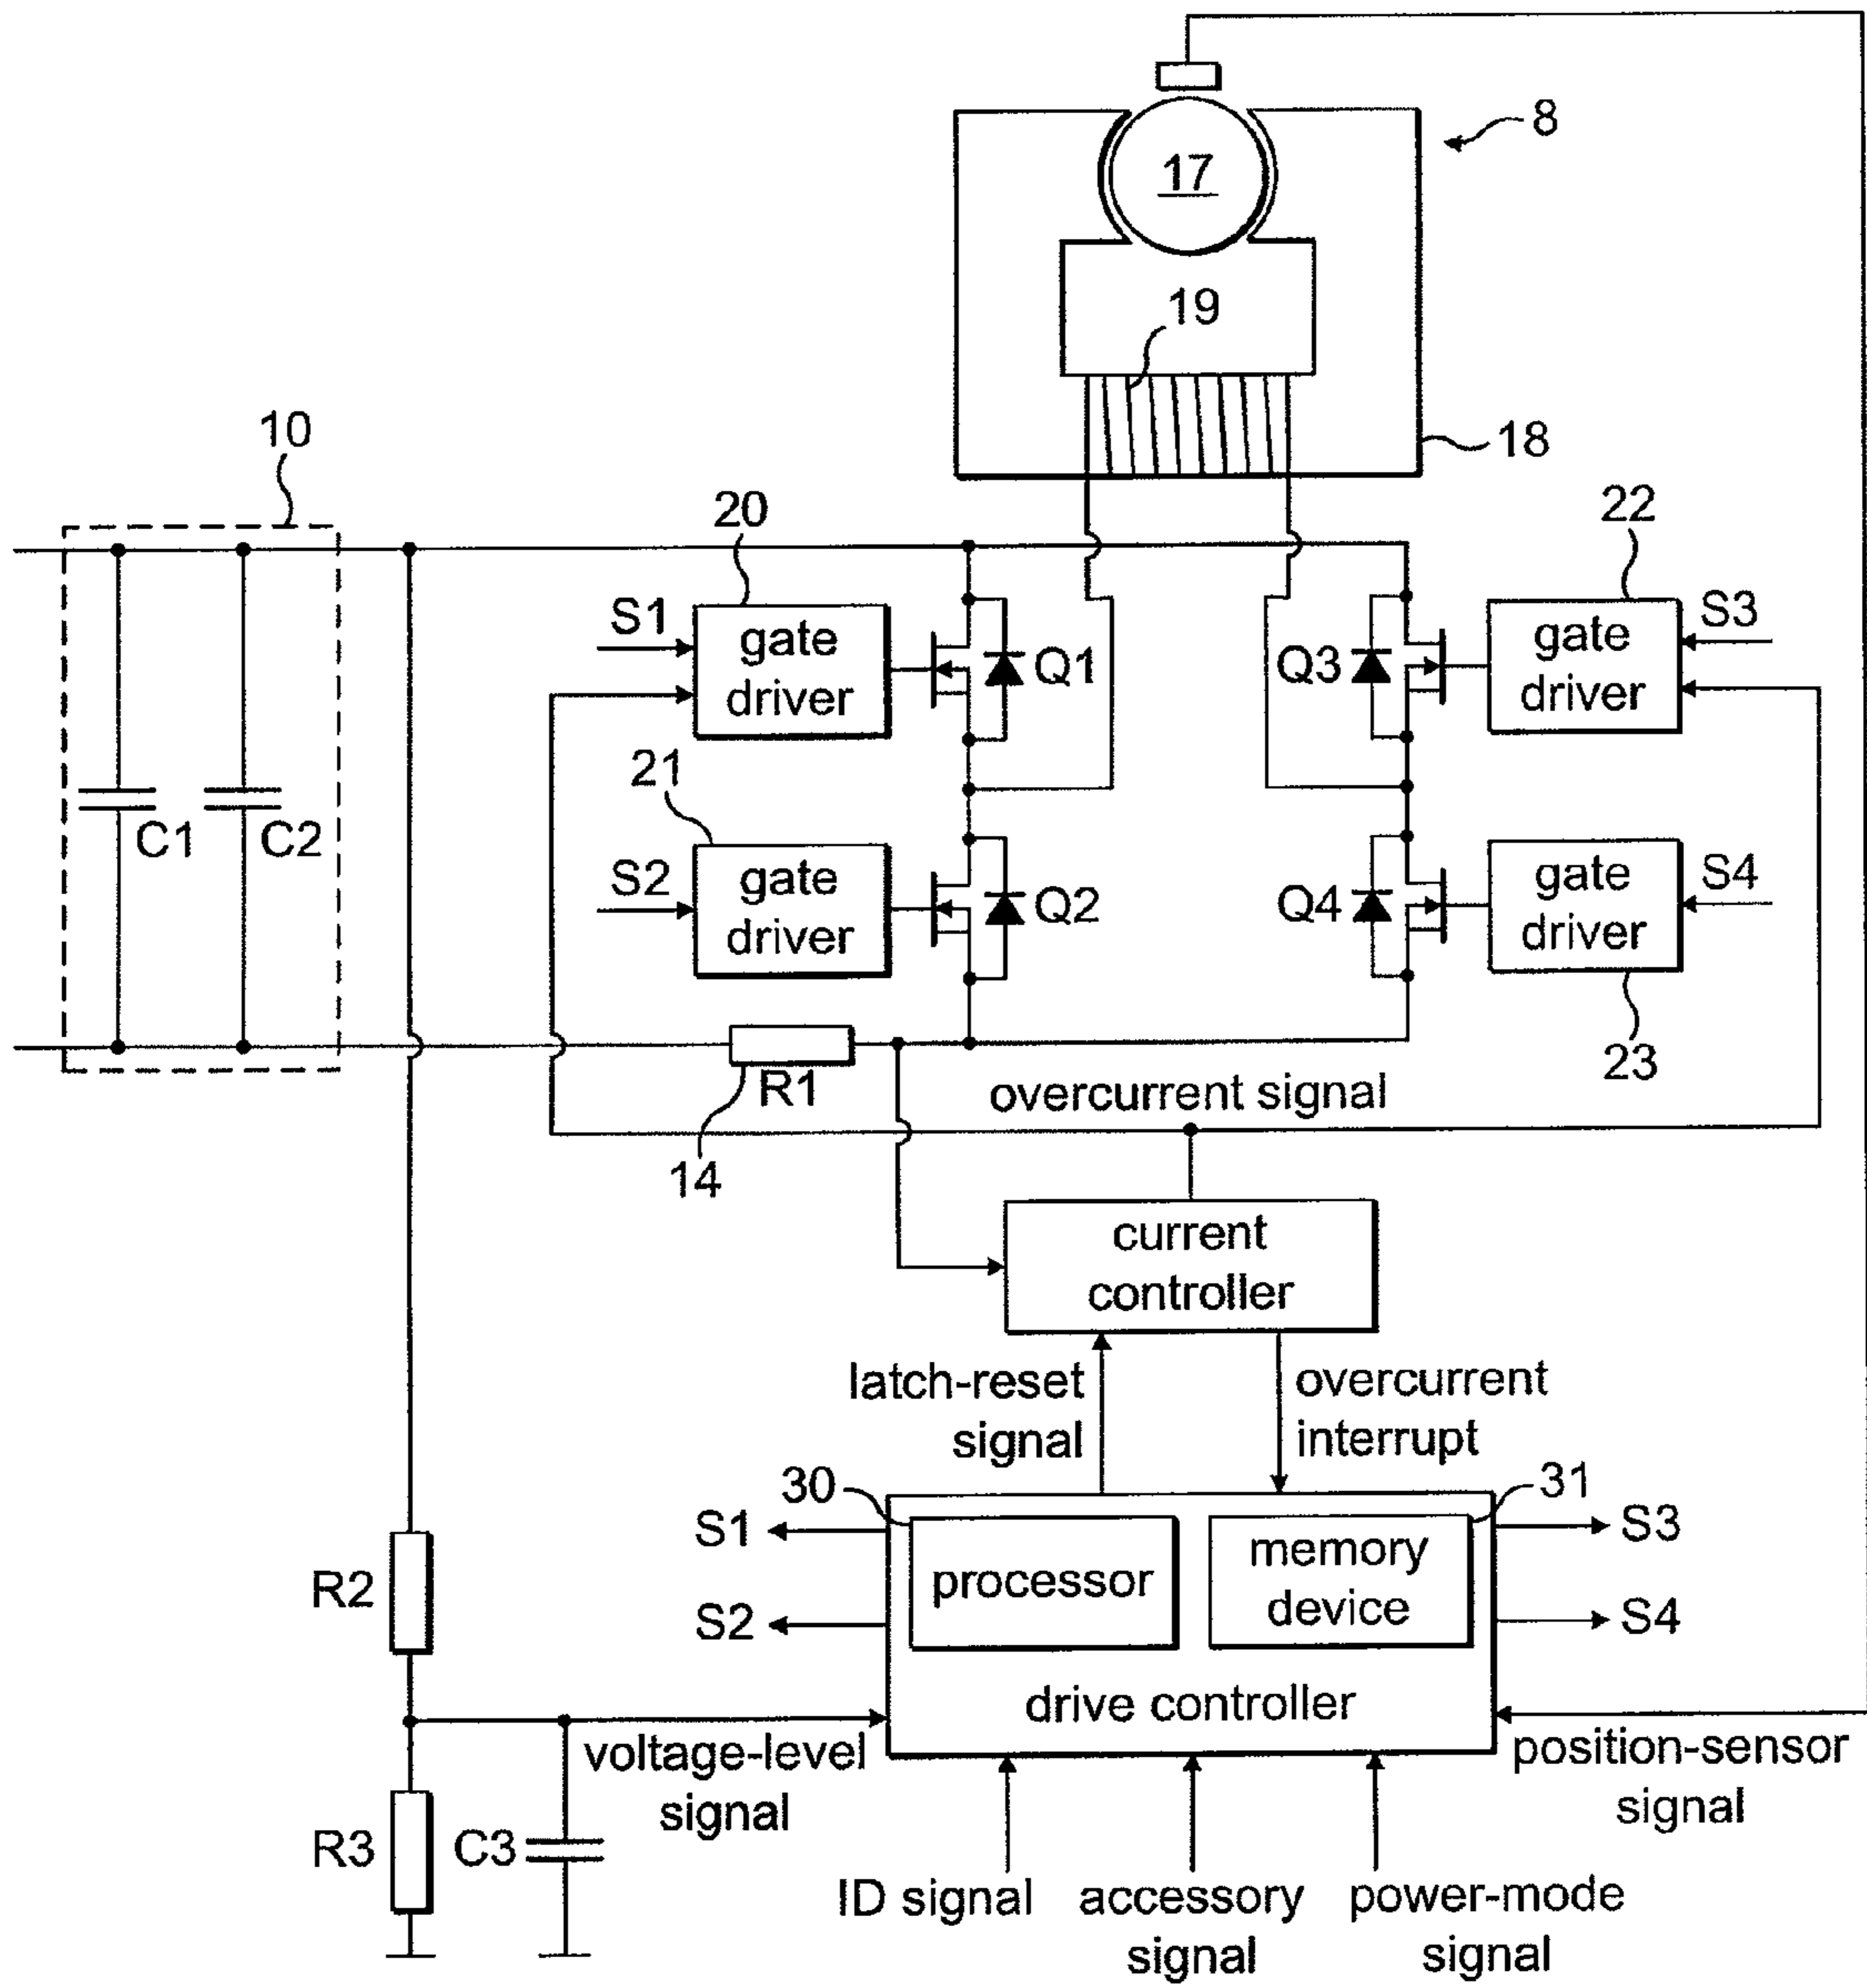 8
17
19
18
10
20
22
S1
gate
driver
Q1
Q3
gate
driver
S3
21
C1
C2
S2
gate
driver
Q2
Q4
gate
driver
S4
23
R1
14
overcurrent signal
current
controller
latch-reset
signal
overcurrent
interrupt
30
31
S1
processor
memory
device
S3
R2
S2
S4
drive controller
voltage-level
signal
position-sensor
signal
R3
C3
ID signal
accessory
signal
power-mode
signal